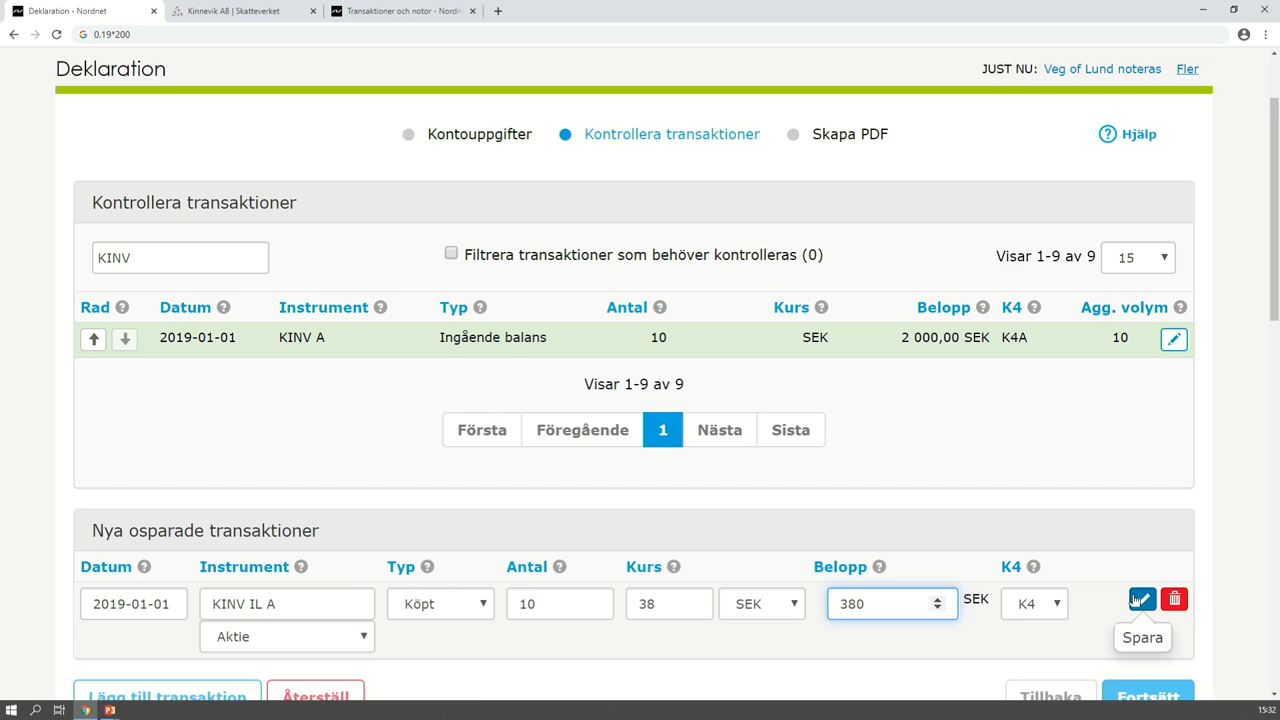 Deklaration - Nordnet
Kinnevik AB | Skatteverket
Transaktioner och notor - Nordn
0.19*200
Deklaration
JUST NU: Veg of Lund noteras Fler
Kontouppgifter Kontrollera transaktioner Skapa PDF ? Hjälp
Kontrollera transaktioner
KINV Filtrera transaktioner som behöver kontrolleras (0) Visar 1-9 av 9 15
Rad ? Datum ? Instrument ? Typ ? Antal ? Kurs ? Belopp ? K4 ? Agg. volym ?
2019-01-01 KINV A Ingående balans 10 SEK 2 000,00 SEK K4A 10
Visar 1-9 av 9
Första Föregående 1 Nästa Sista
Nya osparade transaktioner
Datum ? Instrument ? Typ ? Antal ? Kurs ? Belopp ? K4 ?
2019-01-01 KINV IL A Köpt 10 38 SEK 380 SEK K4
Aktie Spara
Lägg till transaktion Återställ Tillbaka Fortsätt
15:32